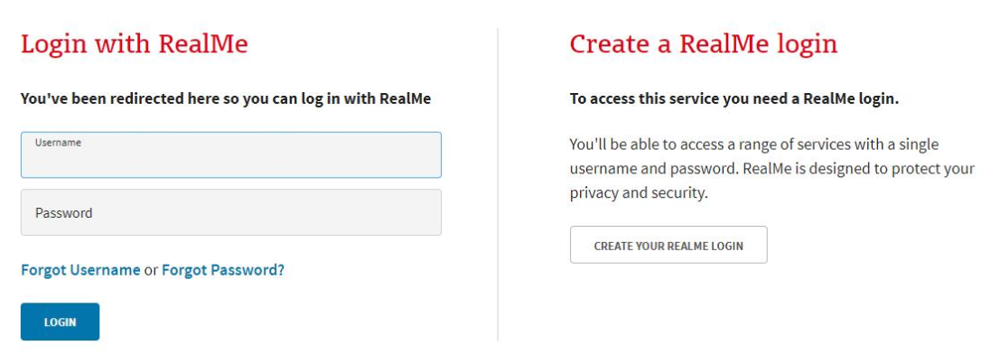 Login with RealMe
You've been redirected here so you can log in with RealMe
Username
Password
Forgot Username or Forgot Password?
LOGIN
Create a RealMe login
To access this service you need a RealMe login.
You'll be able to access a range of services with a single
username and password. RealMe is designed to protect your
privacy and security.
CREATE YOUR REALME LOGIN